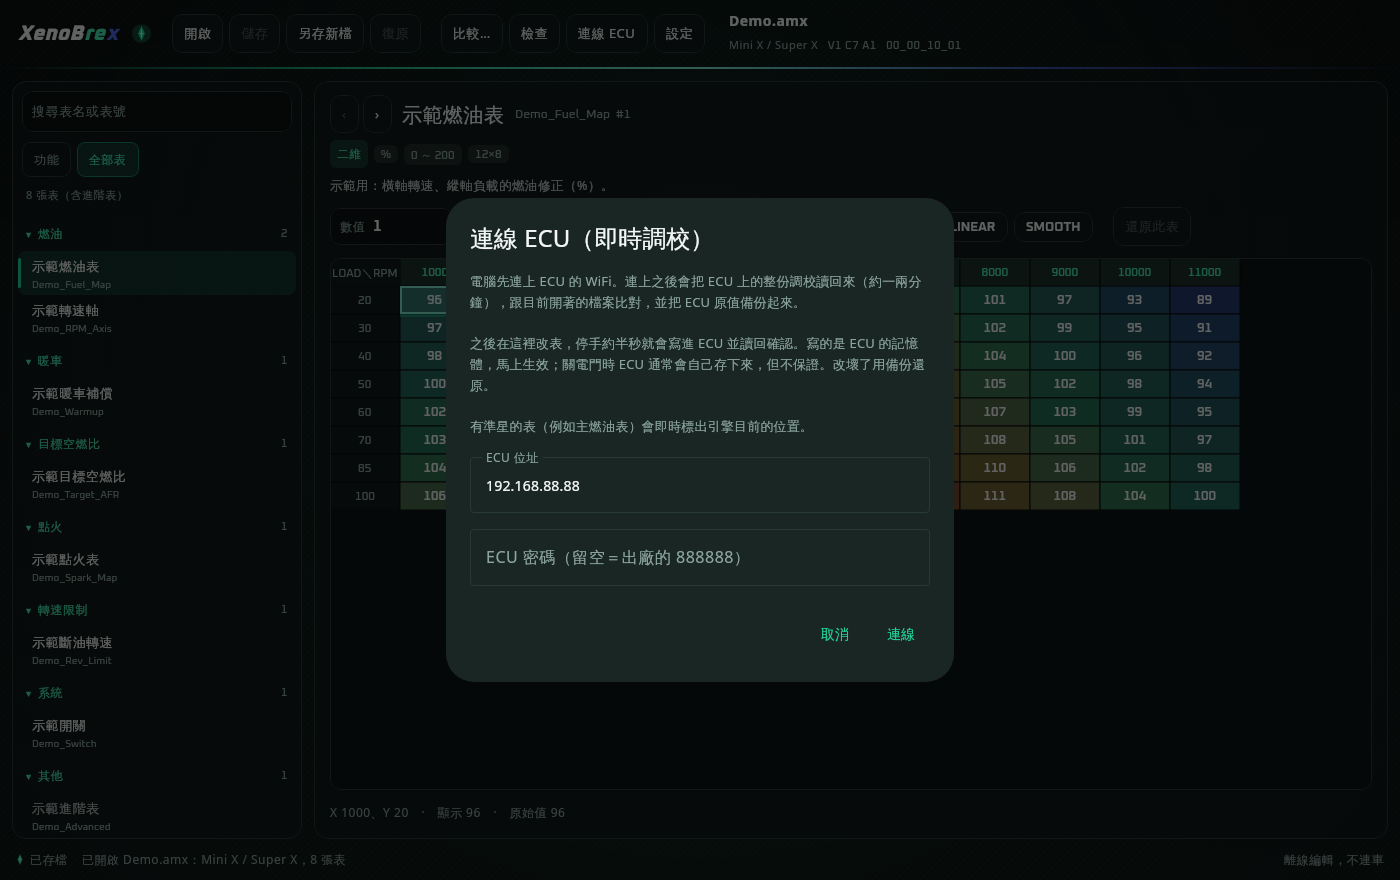 XenoBrex
開啟 儲存 另存新檔 復原 比較... 檢查 連線 ECU 設定
Demo.amx
Mini X / Super X V1 C7 A1 00_00_10_01
搜尋表名或表號
功能 全部表
8 張表（含進階表）
▾ 燃油 2
示範燃油表
Demo_Fuel_Map
示範轉速軸
Demo_RPM_Axis
▾ 暖車 1
示範暖車補償
Demo_Warmup
▾ 目標空燃比 1
示範目標空燃比
Demo_Target_AFR
▾ 點火 1
示範點火表
Demo_Spark_Map
▾ 轉速限制 1
示範斷油轉速
Demo_Rev_Limit
▾ 系統 1
示範開關
Demo_Switch
▾ 其他 1
示範進階表
Demo_Advanced
‹ › 示範燃油表 Demo_Fuel_Map #1
二維 % 0 ~ 200 12×8
示範用：橫軸轉速、縱軸負載的燃油修正（%）。
數值 1
LINEAR SMOOTH 還原此表
LOAD＼RPM 1000 8000 9000 10000 11000
20 96 101 97 93 89
30 97 102 99 95 91
40 98 104 100 96 92
50 100 105 102 98 94
60 102 107 103 99 95
70 103 108 105 101 97
85 104 110 106 102 98
100 106 111 108 104 100
連線 ECU（即時調校）
電腦先連上 ECU 的 WiFi。連上之後會把 ECU 上的整份調校讀回來（約一兩分
鐘），跟目前開著的檔案比對，並把 ECU 原值備份起來。
之後在這裡改表，停手約半秒就會寫進 ECU 並讀回確認。寫的是 ECU 的記憶
體，馬上生效；關電門時 ECU 通常會自己存下來，但不保證。改壞了用備份還
原。
有準星的表（例如主燃油表）會即時標出引擎目前的位置。
ECU 位址
192.168.88.88
ECU 密碼（留空＝出廠的 888888）
取消 連線
X 1000、Y 20 · 顯示 96 · 原始值 96
已存檔 已開啟 Demo.amx：Mini X / Super X，8 張表
離線編輯，不連車